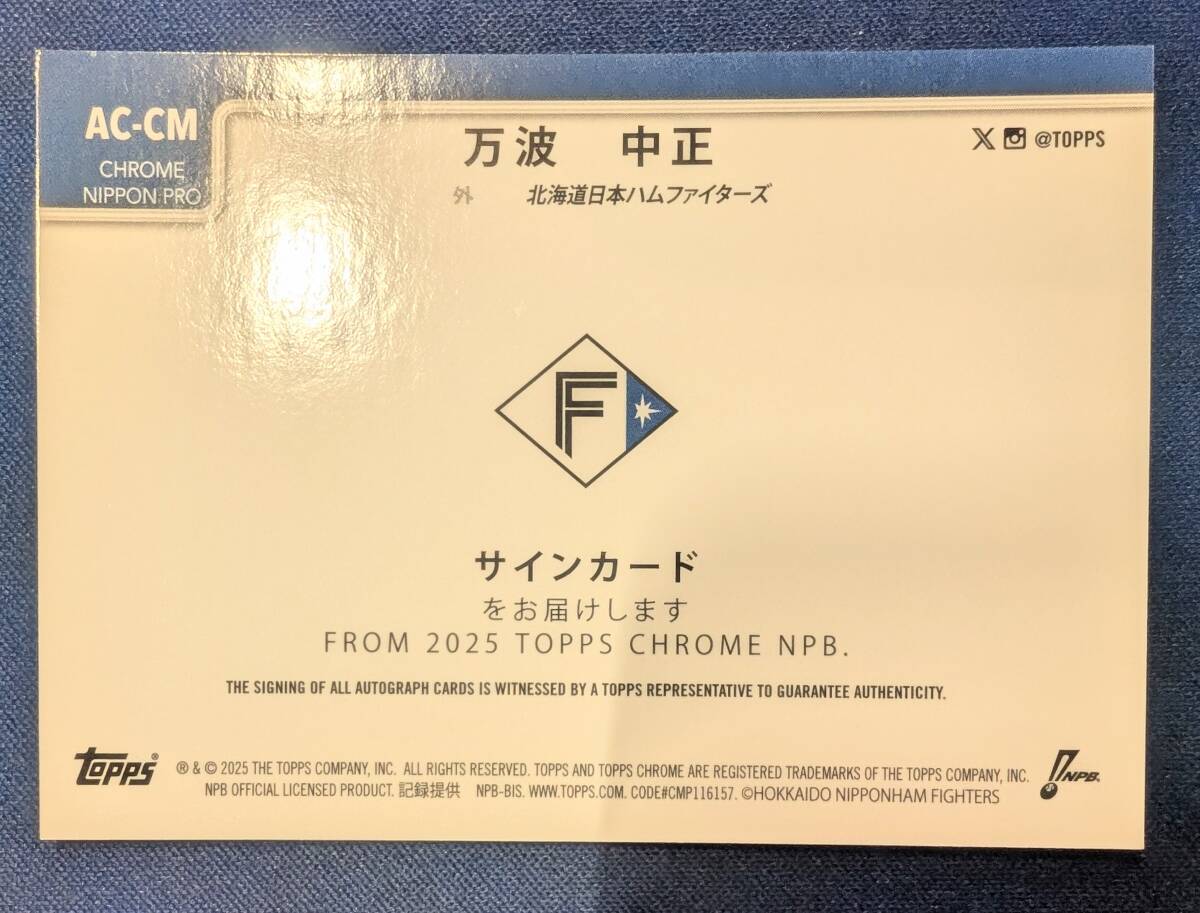 AC-CM
CHROME
NIPPON PRO
万波 中正
外 北海道日本ハムファイターズ
@TOPPS
F
サインカード
をお届けします
FROM 2025 TOPPS CHROME NPB.
THE SIGNING OF ALL AUTOGRAPH CARDS IS WITNESSED BY A TOPPS REPRESENTATIVE TO GUARANTEE AUTHENTICITY.
topps®
® & © 2025 THE TOPPS COMPANY, INC. ALL RIGHTS RESERVED. TOPPS AND TOPPS CHROME ARE REGISTERED TRADEMARKS OF THE TOPPS COMPANY, INC.
NPB OFFICIAL LICENSED PRODUCT. 記録提供 NPB-BIS. WWW.TOPPS.COM. CODE#CMP116157. ©HOKKAIDO NIPPONHAM FIGHTERS
NPB